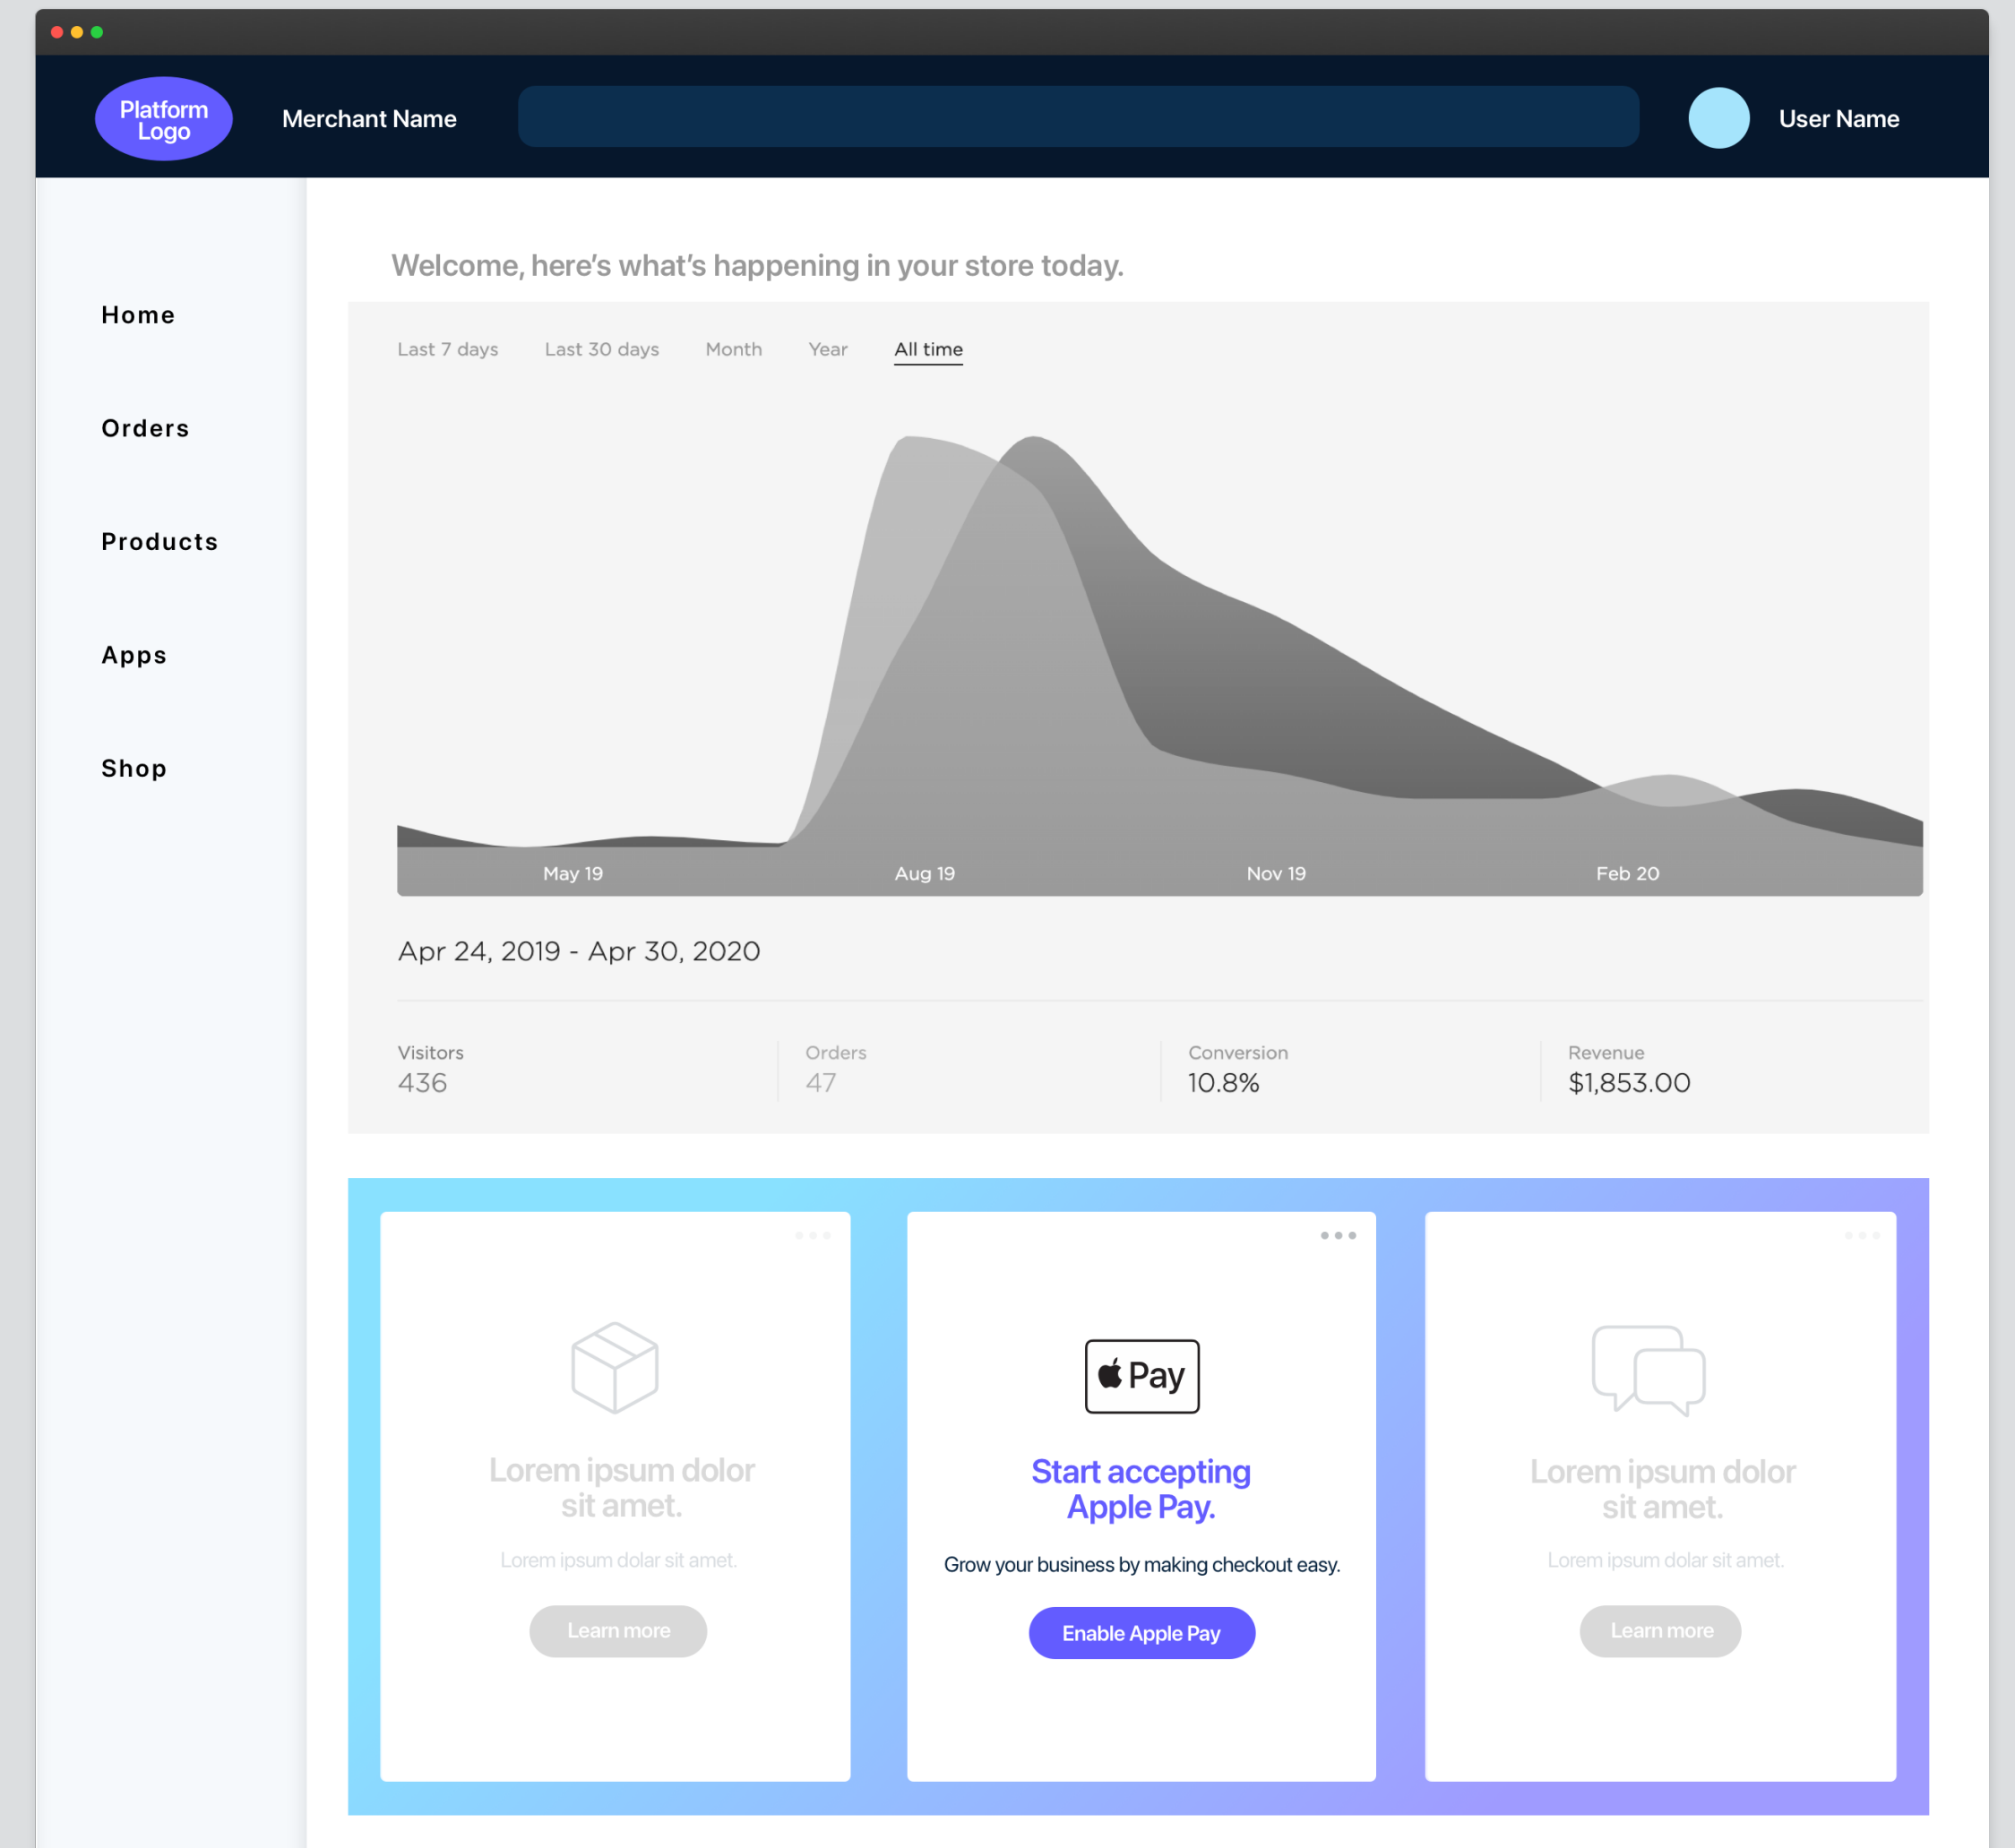 Platform
Logo
Merchant Name
User Name
Home
Orders
Products
Apps
Shop
Welcome, here’s what’s happening in your store today.
Last 7 days Last 30 days Month Year All time
May 19 Aug 19 Nov 19 Feb 20
Apr 24, 2019 - Apr 30, 2020
Visitors
436
Orders
47
Conversion
10.8%
Revenue
$1,853.00
Lorem ipsum dolor
sit amet.
Lorem ipsum dolar sit amet.
Learn more
Pay
Start accepting
Apple Pay.
Grow your business by making checkout easy.
Enable Apple Pay
Lorem ipsum dolor
sit amet.
Lorem ipsum dolar sit amet.
Learn more